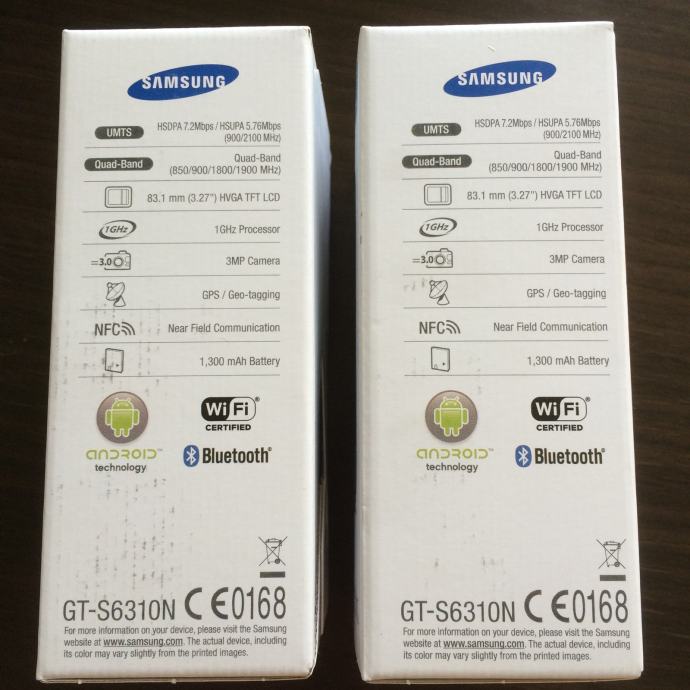 SAMSUNG
UMTS HSDPA 7.2Mbps / HSUPA 5.76Mbps
(900/2100 MHz)
Quad-Band Quad-Band
(850/900/1800/1900 MHz)
83.1 mm (3.27") HVGA TFT LCD
1GHz 1GHz Processor
=3.0 3MP Camera
GPS / Geo-tagging
NFC Near Field Communication
1,300 mAh Battery
ANDROID™ WiFi®
technology CERTIFIED
Bluetooth®
GT-S6310N CE0168
For more information on your device, please visit the Samsung
website at www.samsung.com. The actual device, including
its color may vary slightly from the printed images.
SAMSUNG
UMTS HSDPA 7.2Mbps / HSUPA 5.76Mbps
(900/2100 MHz)
Quad-Band Quad-Band
(850/900/1800/1900 MHz)
83.1 mm (3.27") HVGA TFT LCD
1GHz 1GHz Processor
=3.0 3MP Camera
GPS / Geo-tagging
NFC Near Field Communication
1,300 mAh Battery
ANDROID™ WiFi®
technology CERTIFIED
Bluetooth®
GT-S6310N CE0168
For more information on your device, please visit the Samsung
website at www.samsung.com. The actual device, including
its color may vary slightly from the printed images.